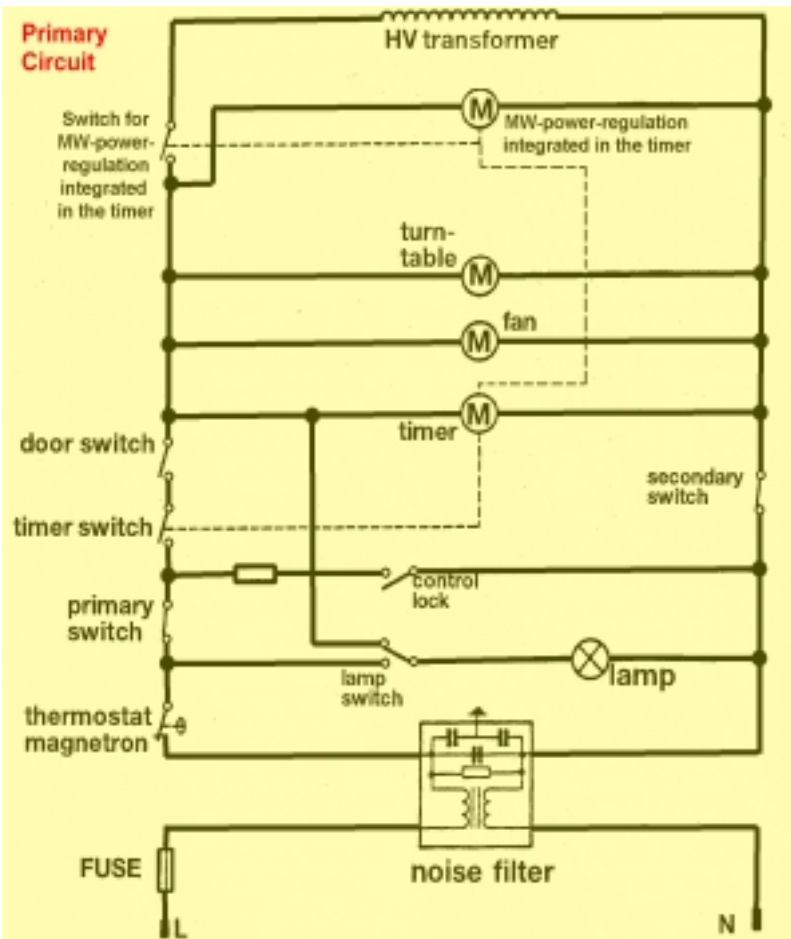 Primary
Circuit
HV transformer
Switch for
MW-power-
regulation
integrated
in the timer
M
MW-power-regulation
integrated in the timer
turn-
table
M
fan
M
timer
M
door switch
secondary
switch
timer switch
control
lock
primary
switch
lamp
switch
lamp
thermostat
magnetron
noise filter
FUSE
L
N